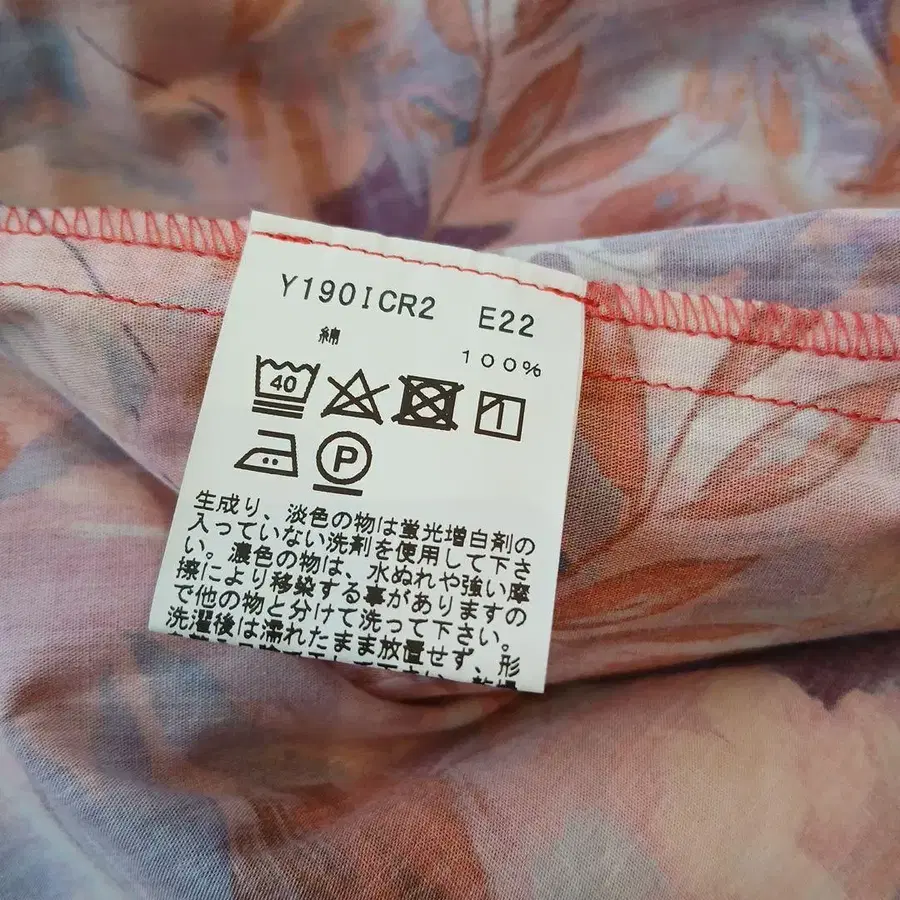 Y190ICR2 E22
綿
100%
40
1
P
生成り、淡色の物は蛍光増白剤の
入っていない洗剤を使用して下さ
い。濃色の物は、水ぬれや強い摩
擦により移染する事がありますの
で他の物と分けて洗って下さい。
洗濯後は濡れたまま放置せず、形